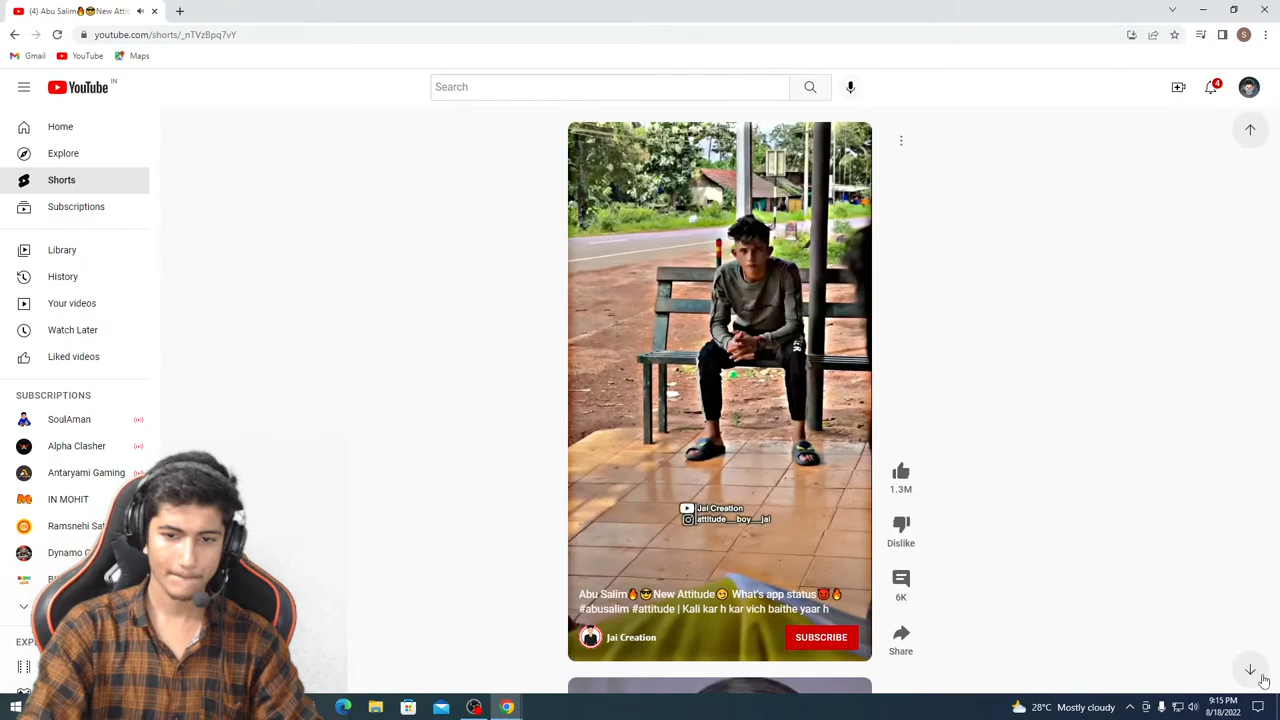 (4) Abu Salim🔥😎New Attit
youtube.com/shorts/_nTVzBpq7vY
S
Gmail YouTube Maps
YouTube IN
Search
4
Home
Explore
Shorts
Subscriptions
Library
History
Your videos
Watch Later
Liked videos
SUBSCRIPTIONS
SoulAman
Alpha Clasher
Antaryami Gaming
IN MOHIT
Ramsnehi Sat
Dynamo G
EXP
Jai Creation
attitude__boy__jai
Abu Salim🔥😎New Attitude😉 What's app status👿🔥
#abusalim #attitude | Kali kar h kar vich baithe yaar h
Jai Creation
SUBSCRIBE
1.3M
Dislike
6K
Share
28°C Mostly cloudy
9:15 PM
8/18/2022